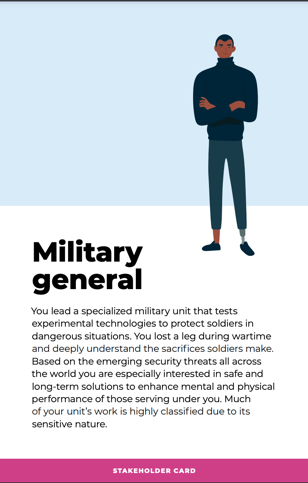 Military
general
You lead a specialized military unit that tests
experimental technologies to protect soldiers in
dangerous situations. You lost a leg during wartime
and deeply understand the sacrifices soldiers make.
Based on the emerging security threats all across
the world you are especially interested in safe and
long-term solutions to enhance mental and physical
performance of those serving under you. Much
of your unit's work is highly classified due to its
sensitive nature.
STAKEHOLDER CARD